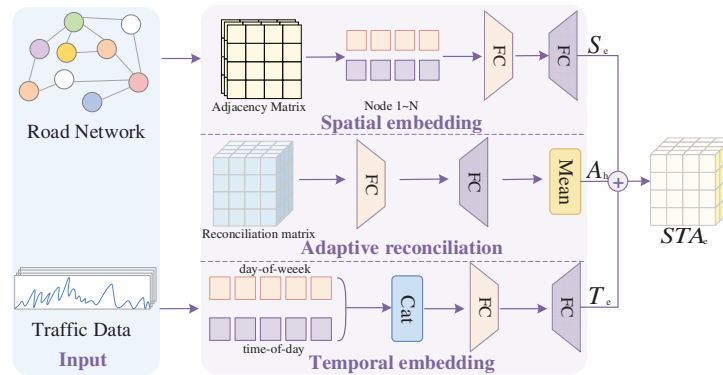 Road Network
Traffic Data
Input
Adjacency Matrix
Node 1~N
FC
FC
S e
Spatial embedding
Reconciliation matrix
FC
FC
Mean
A h
Adaptive reconciliation
day-of-weeek
time-of-day
Cat
FC
FC
T e
Temporal embedding
+
STA e